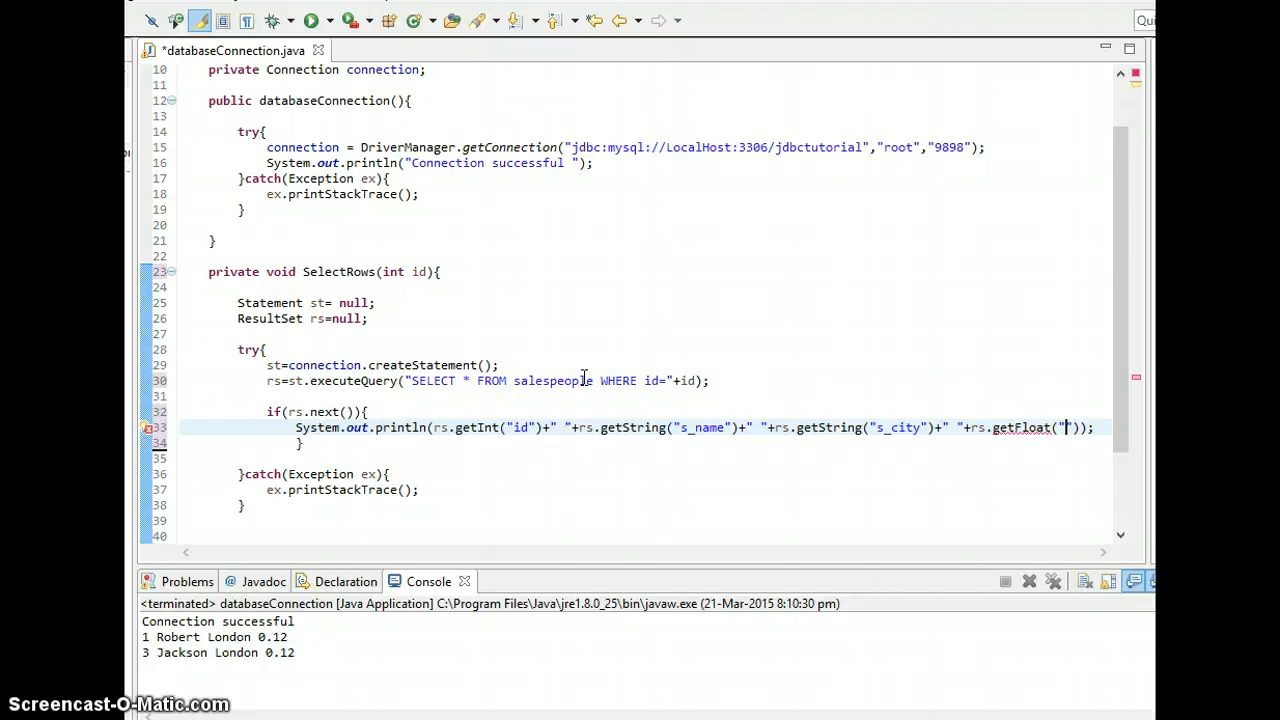 Qui
*databaseConnection.java
10 private Connection connection;
11
12 public databaseConnection(){
13
14 try{
15 connection = DriverManager.getConnection("jdbc:mysql://LocalHost:3306/jdbctutorial","root","9898");
16 System.out.println("Connection successful ");
17 }catch(Exception ex){
18 ex.printStackTrace();
19 }
20
21 }
22
23 private void SelectRows(int id){
24
25 Statement st= null;
26 ResultSet rs=null;
27
28 try{
29 st=connection.createStatement();
30 rs=st.executeQuery("SELECT * FROM salespeople WHERE id="+id);
31
32 if(rs.next()){
33 System.out.println(rs.getInt("id")+" "+rs.getString("s_name")+" "+rs.getString("s_city")+" "+rs.getFloat(""));
34 }
35
36 }catch(Exception ex){
37 ex.printStackTrace();
38 }
39
40
Problems @ Javadoc Declaration Console
<terminated> databaseConnection [Java Application] C:\Program Files\Java\jre1.8.0_25\bin\javaw.exe (21-Mar-2015 8:10:30 pm)
Connection successful
1 Robert London 0.12
3 Jackson London 0.12
Screencast-O-Matic.com